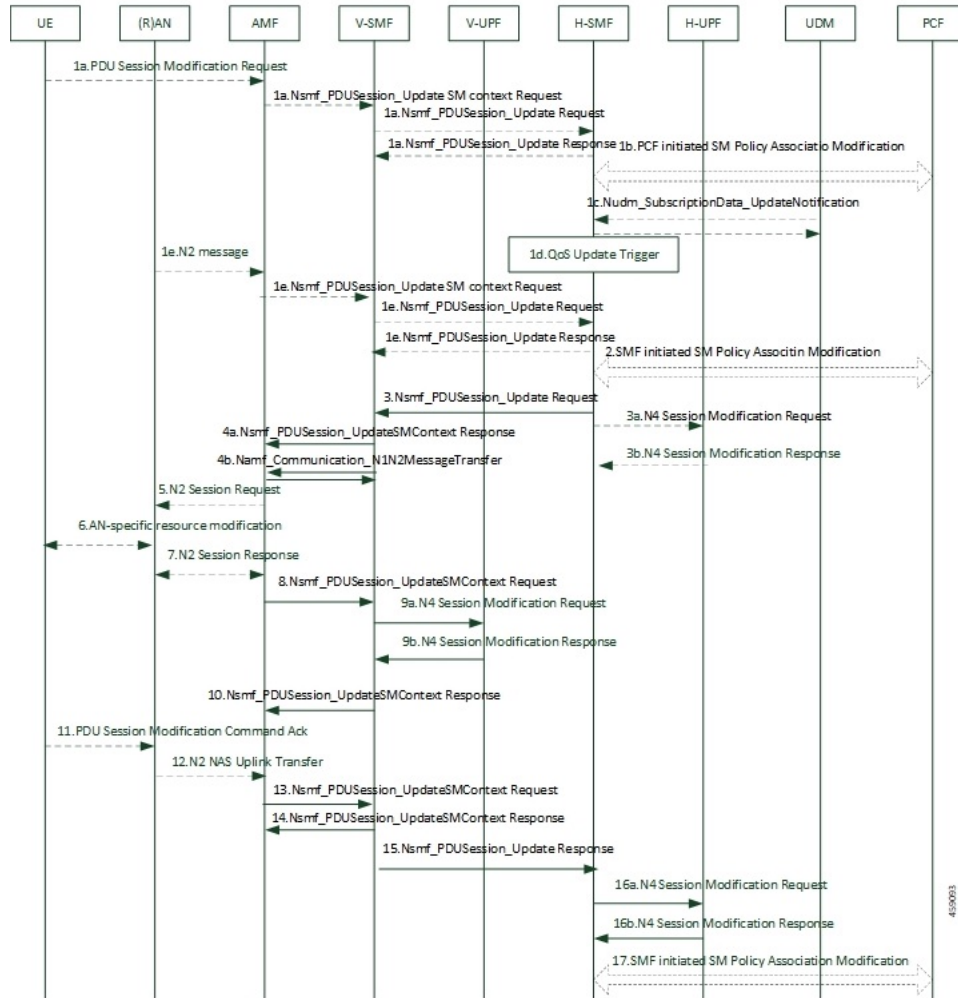 UE (R)AN AMF V-SMF V-UPF H-SMF H-UPF UDM PCF
1a.PDU Session Modification Request
1a.Nsmf_PDUSession_Update SM context Request
1a.Nsmf_PDUSession_Update Request
1a.Nsmf_PDUSession_Update Response
1b.PCF initiated SM Policy Associatio Modification
1c.Nudm_SubscriptionData_UpdateNotification
1d.QoS Update Trigger
1e.N2 message
1e.Nsmf_PDUSession_Update SM context Request
1e.Nsmf_PDUSession_Update Request
1e.Nsmf_PDUSession_Update Response
2.SMF initiated SM Policy Associtin Modification
3.Nsmf_PDUSession_Update Request
3a.N4 Session Modification Request
4a.Nsmf_PDUSession_UpdateSMContext Response
4b.Namf_Communication_N1N2MessageTransfer
3b.N4 Session Modification Response
5.N2 Session Request
6.AN-specific resource modification
7.N2 Session Response
8.Nsmf_PDUSession_UpdateSMContext Request
9a.N4 Session Modification Request
9b.N4 Session Modification Response
10.Nsmf_PDUSession_UpdateSMContext Response
11.PDU Session Modification Command Ack
12.N2 NAS Uplink Transfer
13.Nsmf_PDUSession_UpdateSMContext Request
14.Nsmf_PDUSession_UpdateSMContext Response
15.Nsmf_PDUSession_Update Response
16a.N4 Session Modification Request
16b.N4 Session Modification Response
17.SMF initiated SM Policy Association Modification
459093